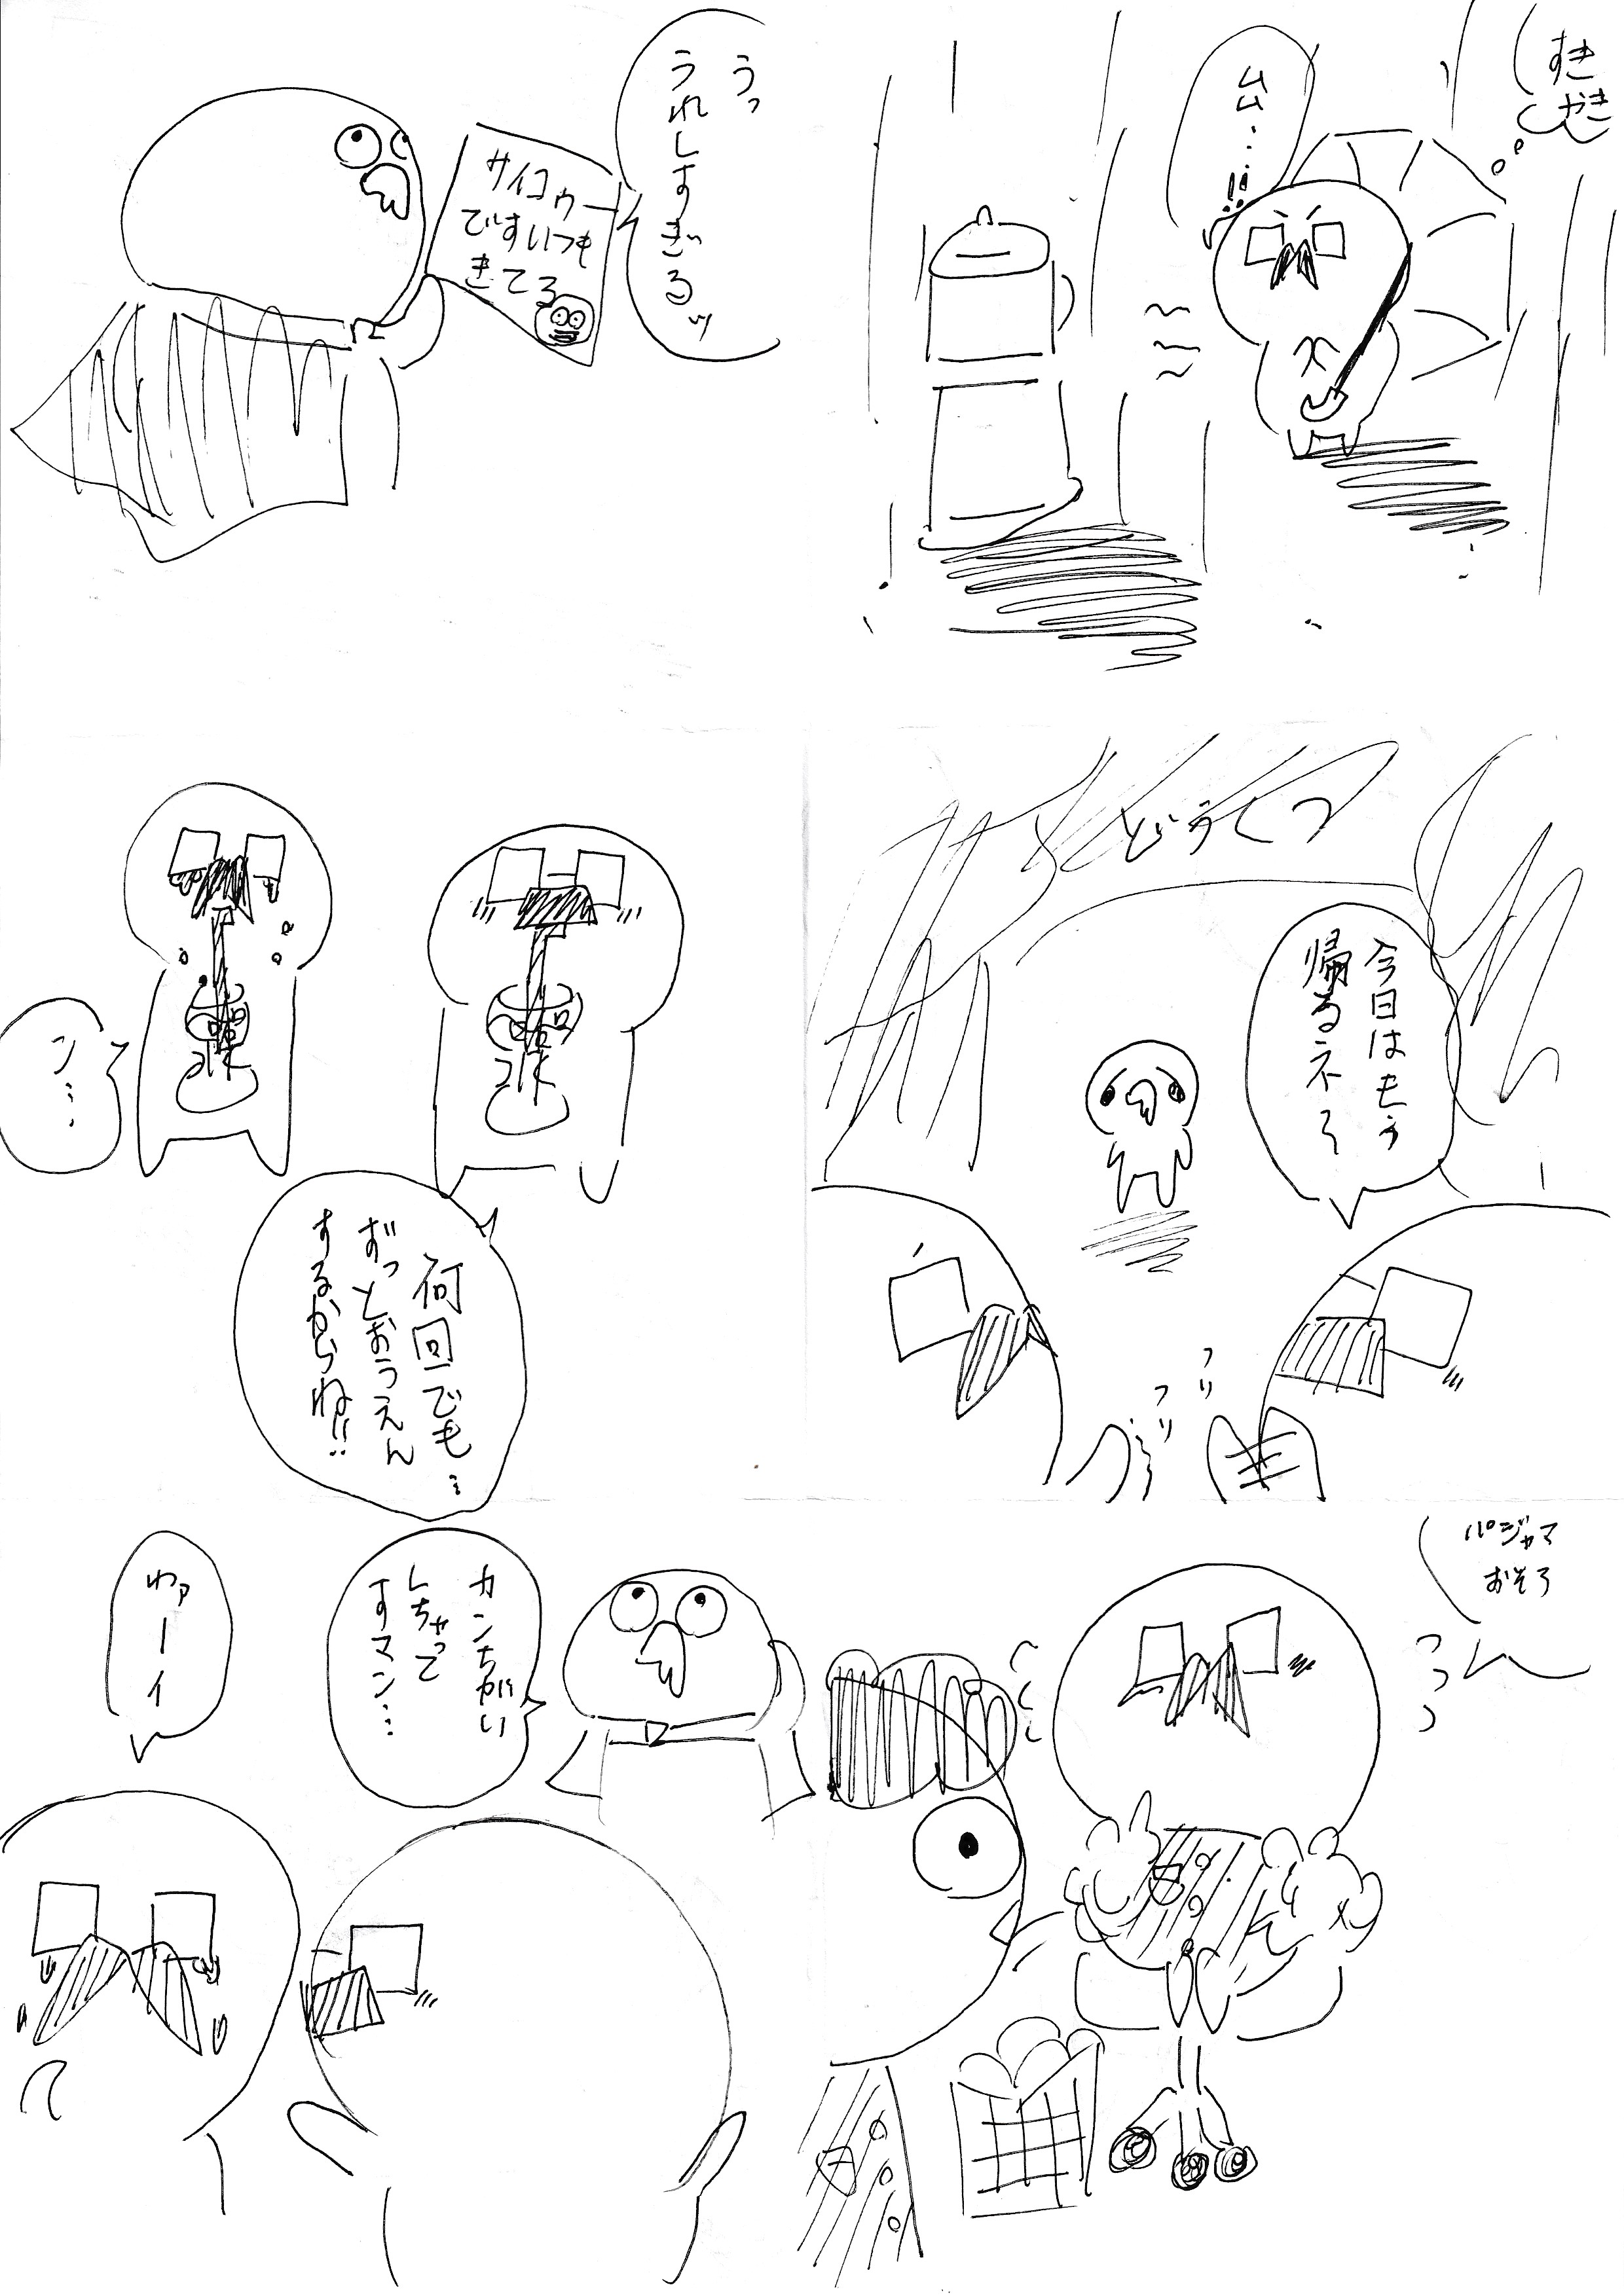 すき
やき
ムム…!!
うっ
うれしすぎるッ
サイコゥー
ですいつも
きてる
どうくつ
今日はもう
帰るネく
フリ
フリ
何回でも…
ずっとおうえん
するからね!!
ン…
パジャマ
おそろ
カンちがい
しちゃって
すマン…
わァーイ